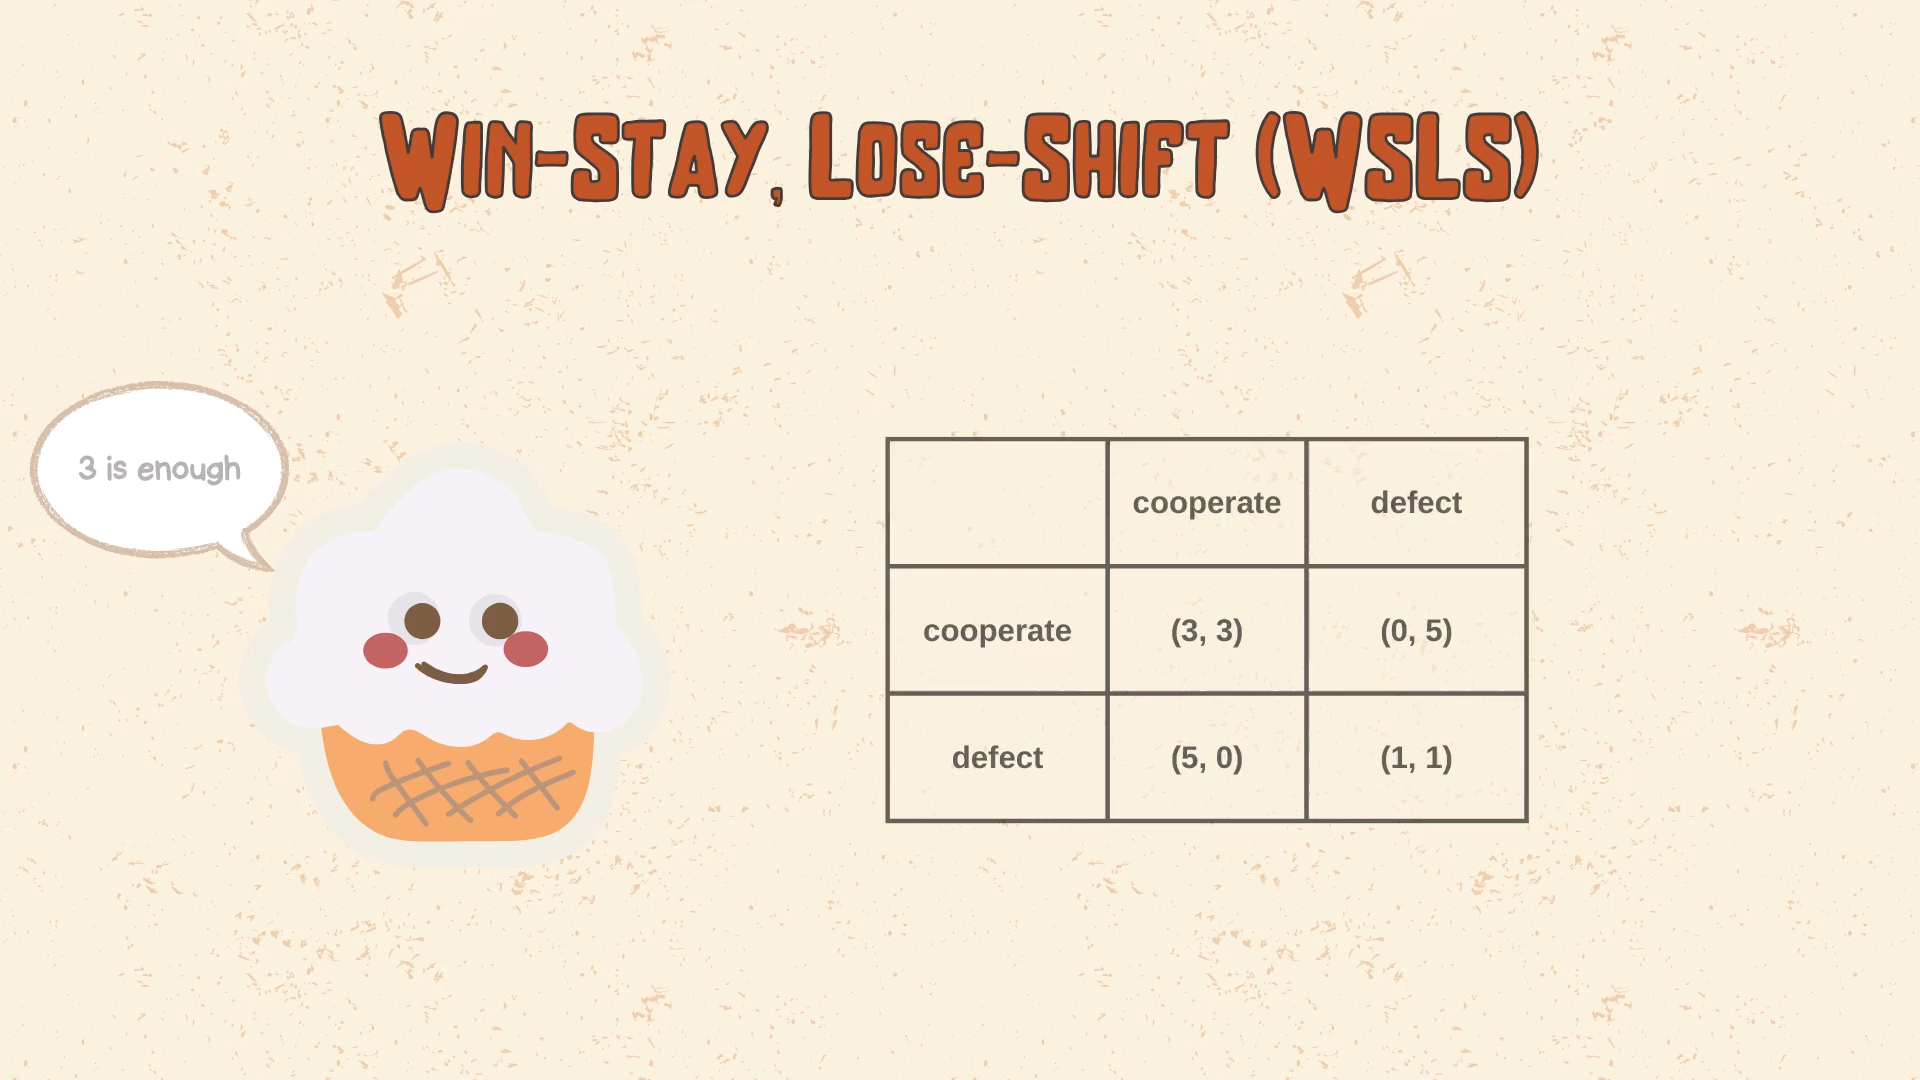 Win-Stay, Lose-Shift (WSLS)
3 is enough
cooperate defect
cooperate (3, 3) (0, 5)
defect (5, 0) (1, 1)